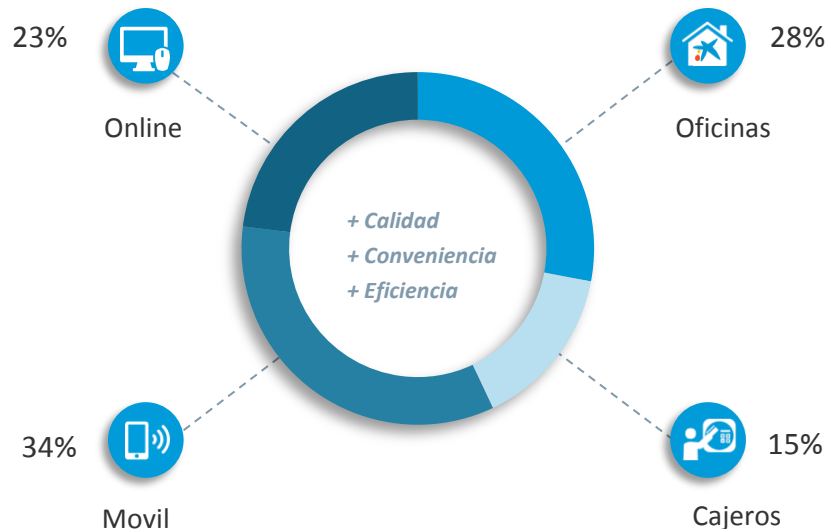 23%
Online
28%
Oficinas
+ Calidad
+ Conveniencia
+ Eficiencia
34%
Movil
15%
Cajeros